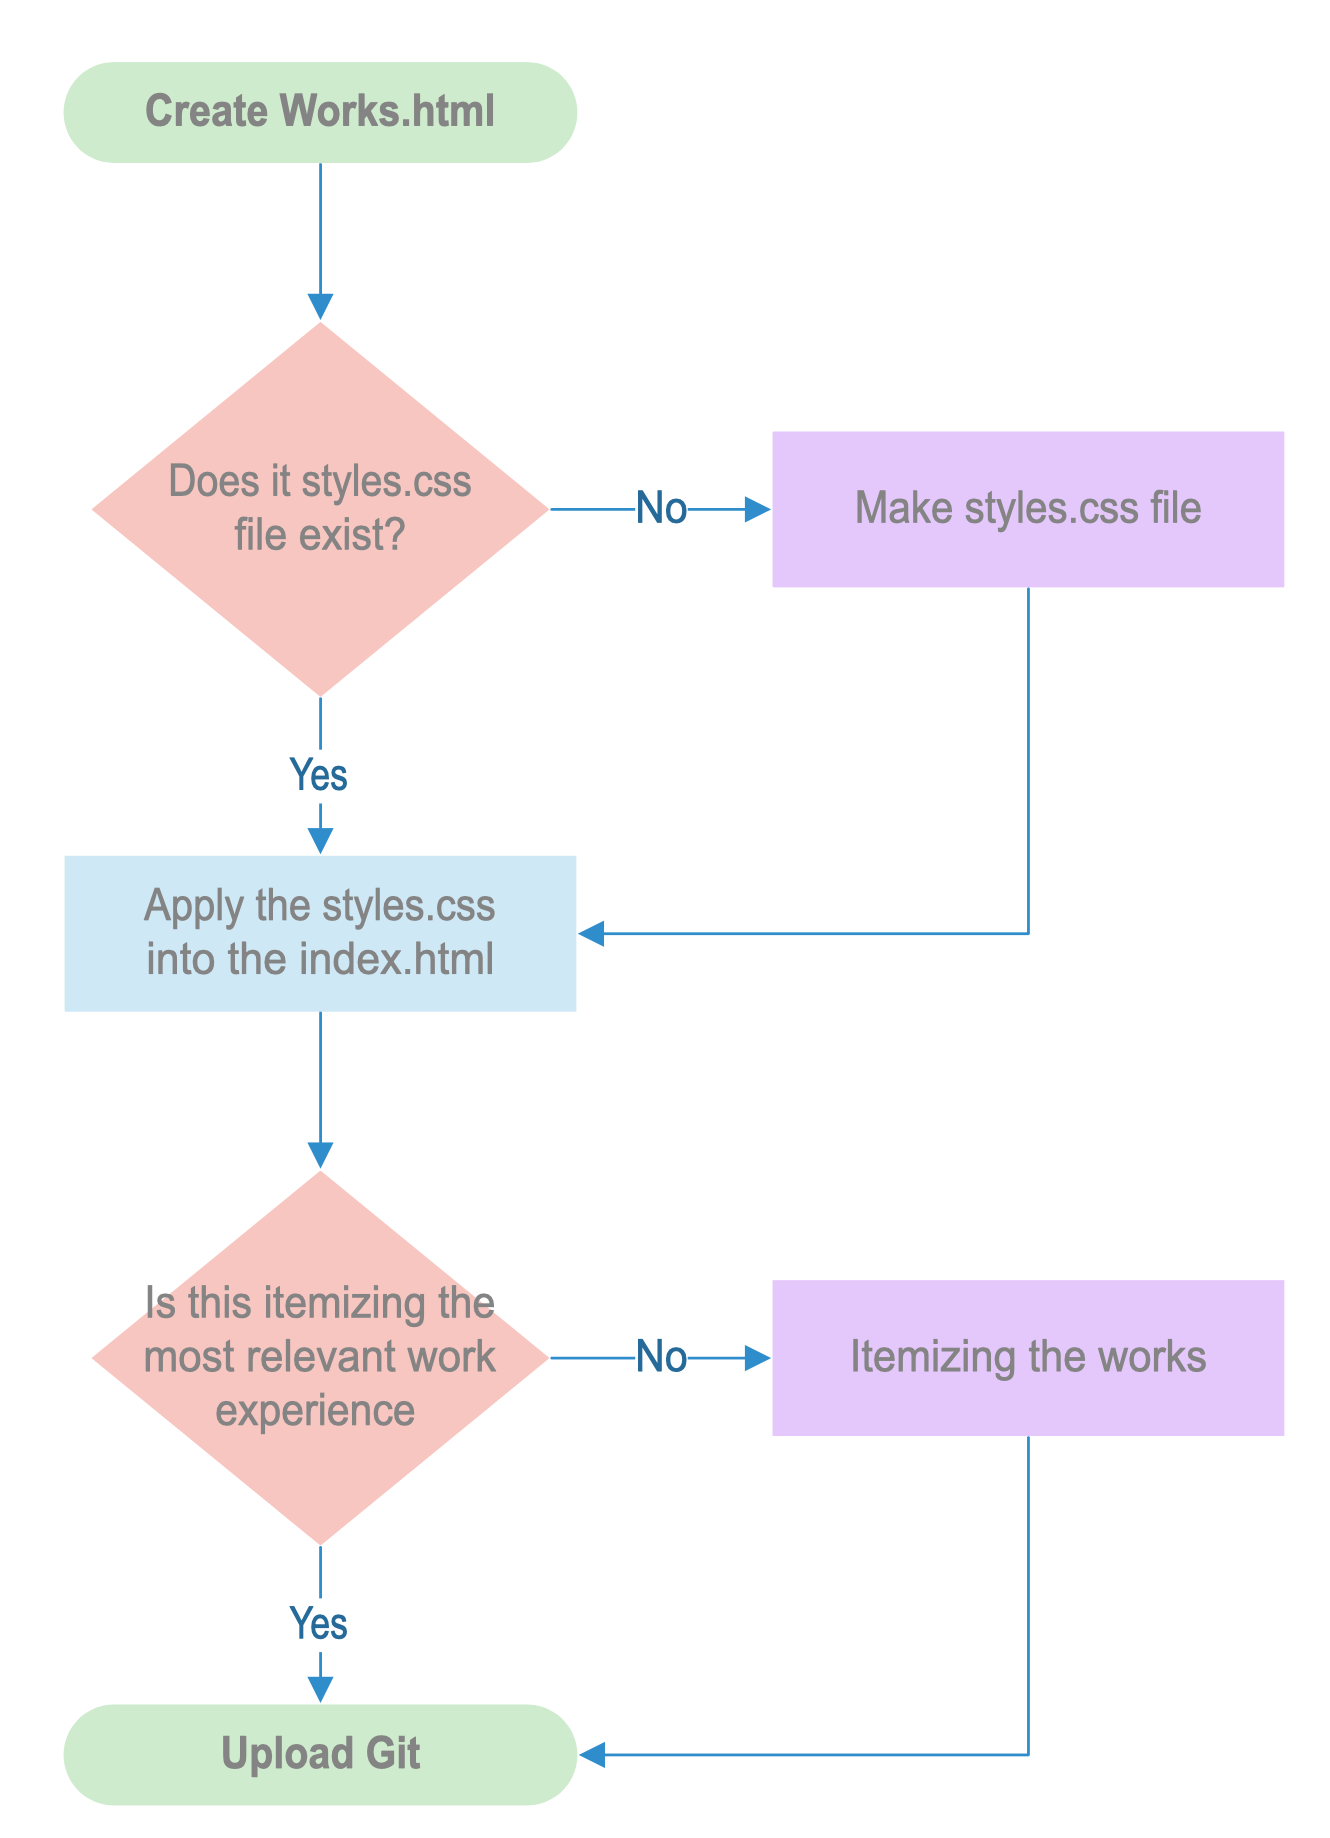 Create Works.html
Does it styles.css
file exist?
No
Make styles.css file
Yes
Apply the styles.css
into the index.html
Is this itemizing the
most relevant work
experience
No
Itemizing the works
Yes
Upload Git